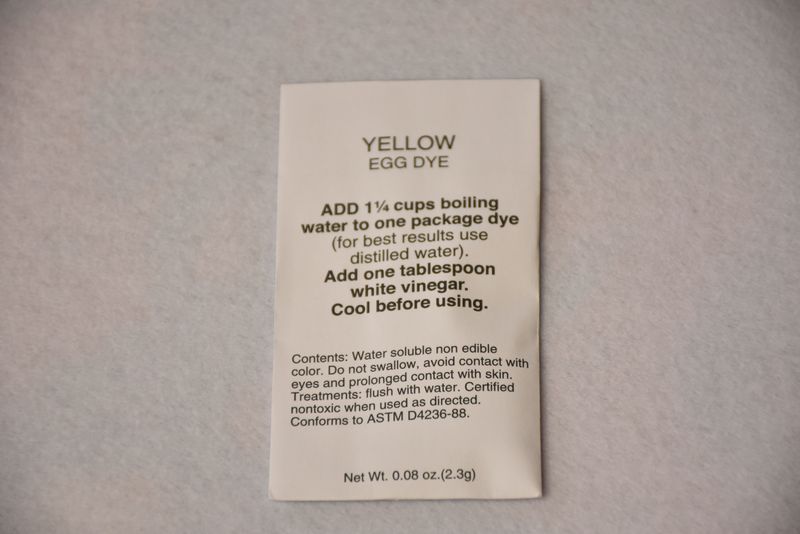 YELLOW
EGG DYE
ADD 1¼ cups boiling
water to one package dye
(for best results use
distilled water).
Add one tablespoon
white vinegar.
Cool before using.
Contents: Water soluble non edible
color. Do not swallow, avoid contact with
eyes and prolonged contact with skin.
Treatments: flush with water. Certified
nontoxic when used as directed.
Conforms to ASTM D4236-88.
Net Wt. 0.08 oz.(2.3g)